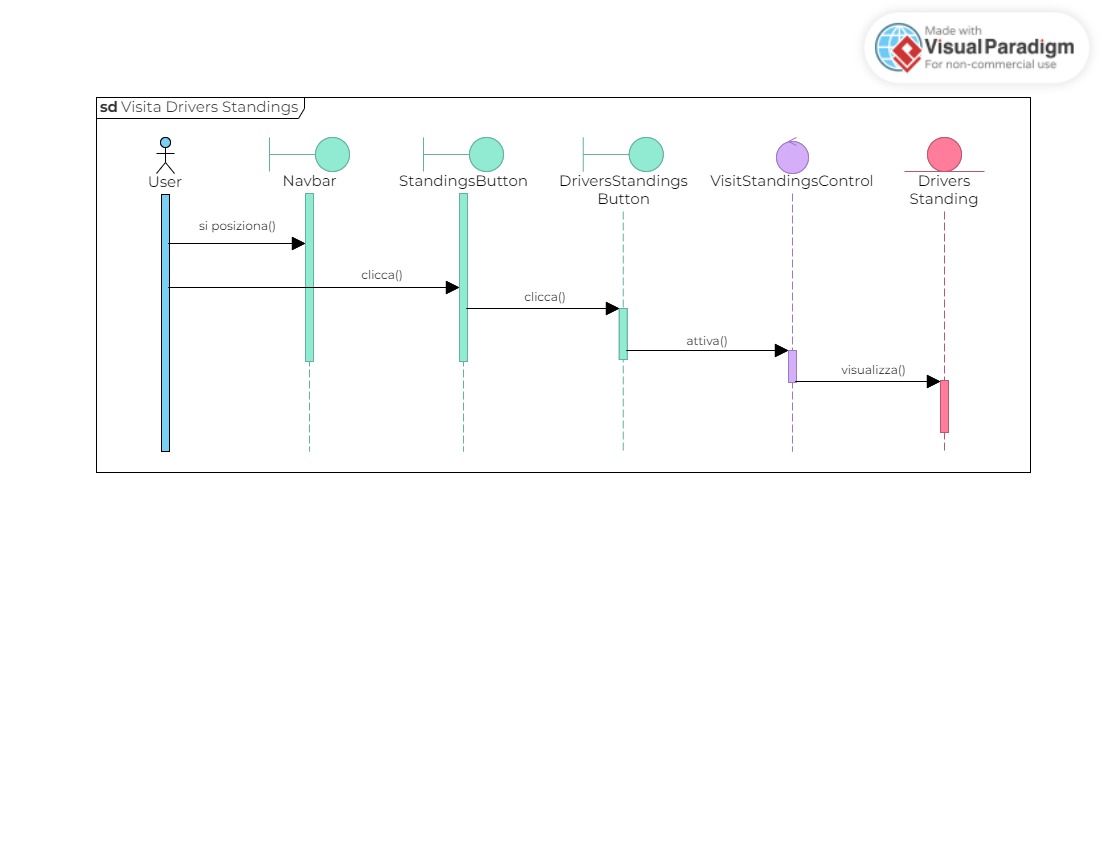 Made with
Visual Paradigm
For non-commercial use
sd Visita Drivers Standings
User
Navbar
StandingsButton
DriversStandings
Button
VisitStandingsControl
Drivers
Standing
si posiziona()
clicca()
clicca()
attiva()
visualizza()